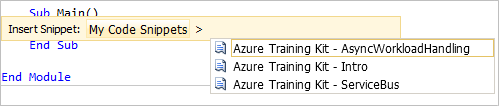 Sub Main()
Insert Snippet: My Code Snippets >
End Sub
Azure Training Kit - AsyncWorkloadHandling
Azure Training Kit - Intro
End Module
Azure Training Kit - ServiceBus